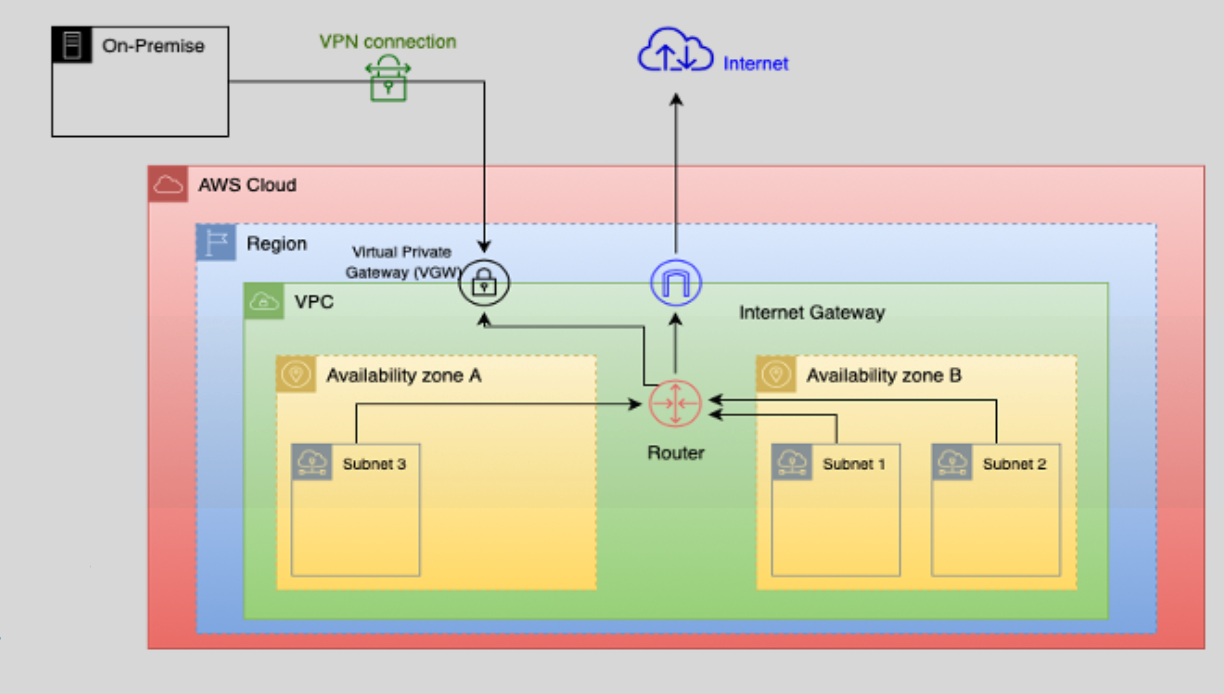 On-Premise
VPN connection
Internet
AWS Cloud
Region
Virtual Private
Gateway (VGW)
VPC
Internet Gateway
Availability zone A
Availability zone B
Router
Subnet 3
Subnet 1
Subnet 2